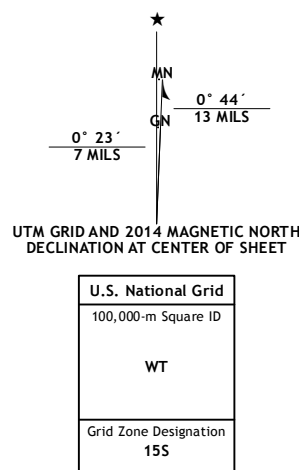 MN
0° 44´
13 MILS
GN
0° 23´
7 MILS
UTM GRID AND 2014 MAGNETIC NORTH
DECLINATION AT CENTER OF SHEET
U.S. National Grid
100,000-m Square ID
WT
Grid Zone Designation
15S